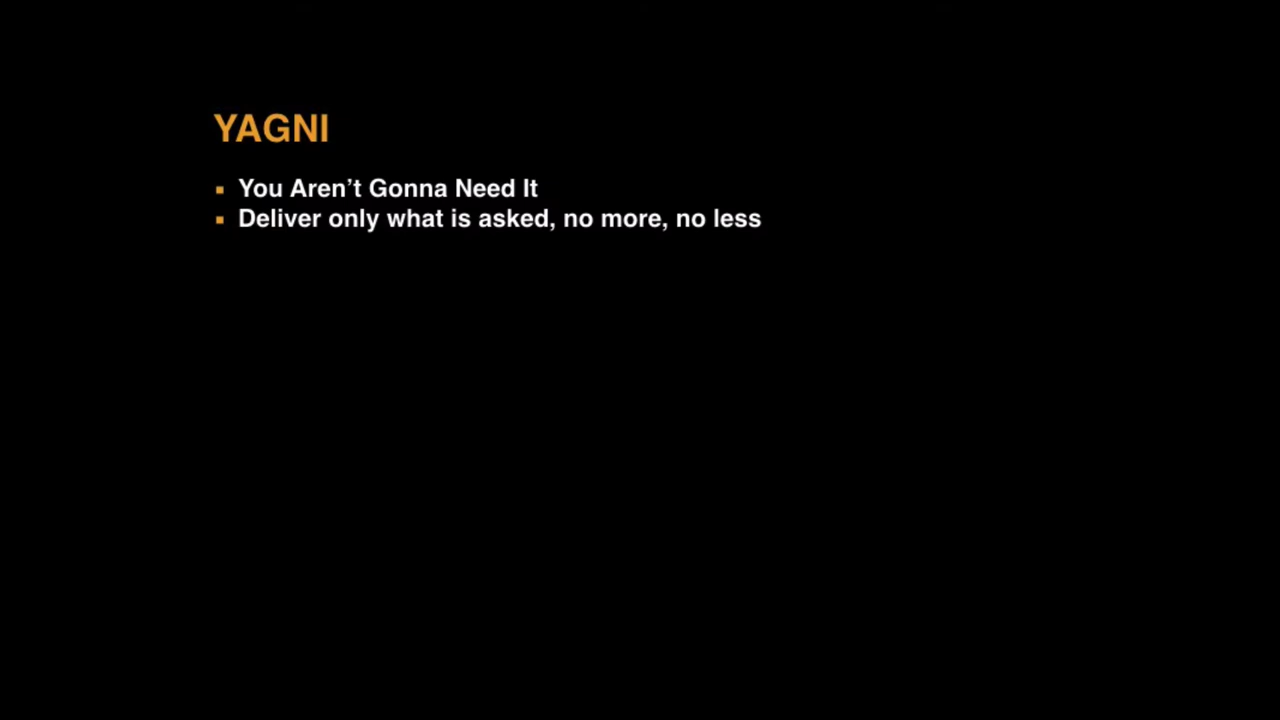 YAGNI
▪ You Aren’t Gonna Need It
▪ Deliver only what is asked, no more, no less